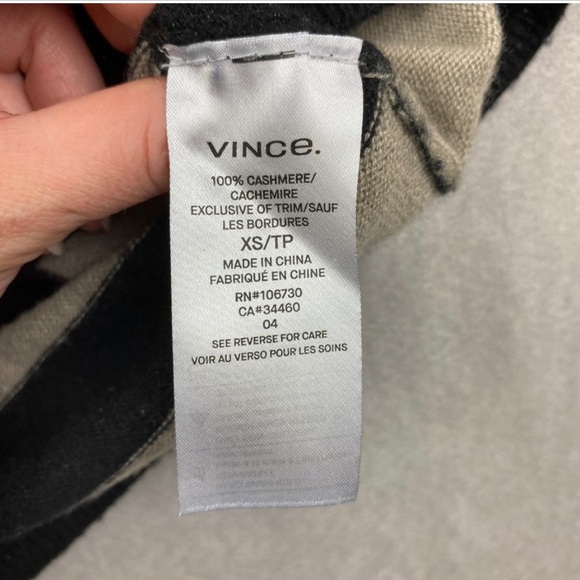 VINCE.
100% CASHMERE/
CACHEMIRE
EXCLUSIVE OF TRIM/SAUF
LES BORDURES
XS/TP
MADE IN CHINA
FABRIQUÉ EN CHINE
RN#106730
CA#34460
04
SEE REVERSE FOR CARE
VOIR AU VERSO POUR LES SOINS